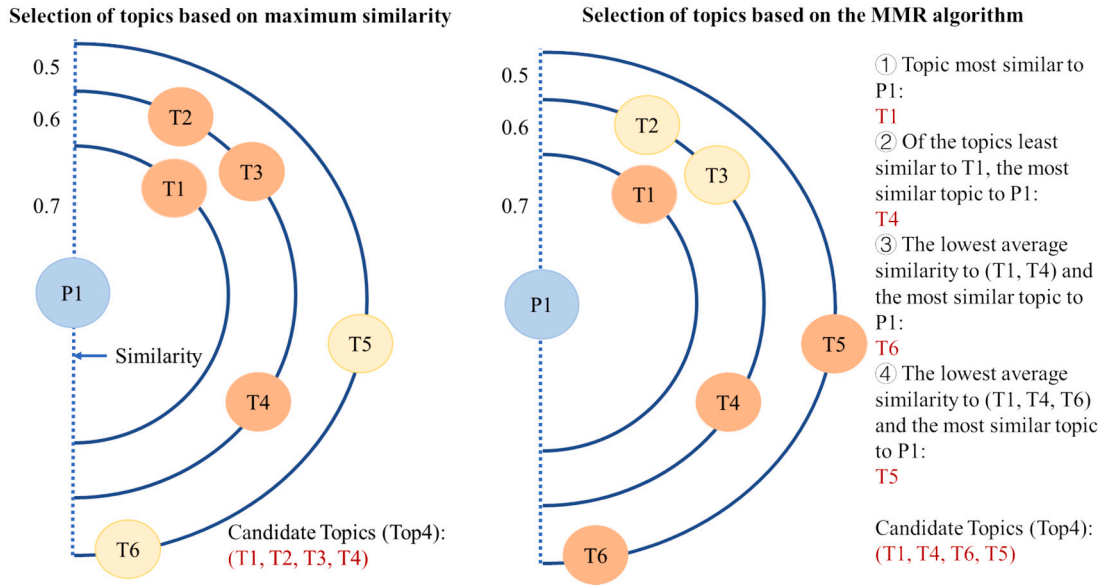 Selection of topics based on maximum similarity
0.5
0.6
0.7
T2
T3
T1
P1
Similarity
T5
T4
T6
Candidate Topics (Top4):
(T1, T2, T3, T4)
Selection of topics based on the MMR algorithm
0.5
0.6
0.7
T2
T3
T1
P1
T5
T4
T6
① Topic most similar to
P1:
T1
② Of the topics least
similar to T1, the most
similar topic to P1:
T4
③ The lowest average
similarity to (T1, T4) and
the most similar topic to
P1:
T6
④ The lowest average
similarity to (T1, T4, T6)
and the most similar topic
to P1:
T5
Candidate Topics (Top4):
(T1, T4, T6, T5)